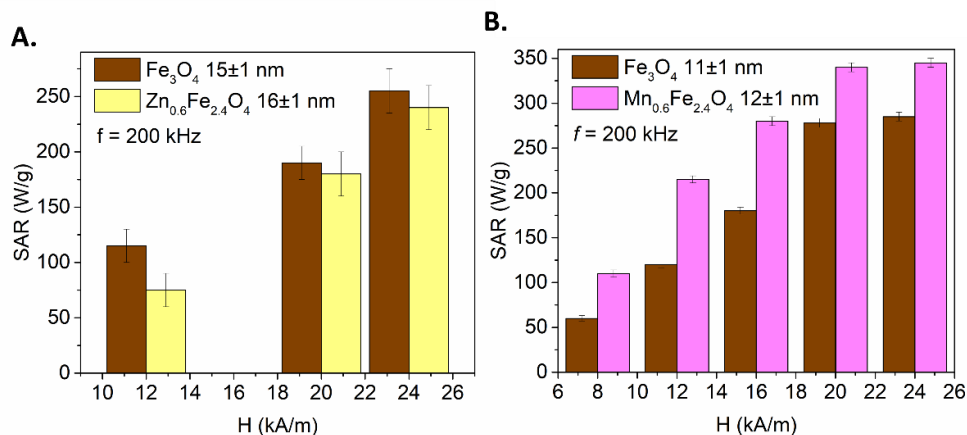 A.
Fe₃O₄ 15±1 nm
Zn₀.₆Fe₂.₄O₄ 16±1 nm
f = 200 kHz
SAR (W/g)
250
200
150
100
50
0
10 12 14 16 18 20 22 24 26
H (kA/m)
B.
Fe₃O₄ 11±1 nm
Mn₀.₆Fe₂.₄O₄ 12±1 nm
f = 200 kHz
SAR (W/g)
350
300
250
200
150
100
50
0
6 8 10 12 14 16 18 20 22 24 26
H (kA/m)